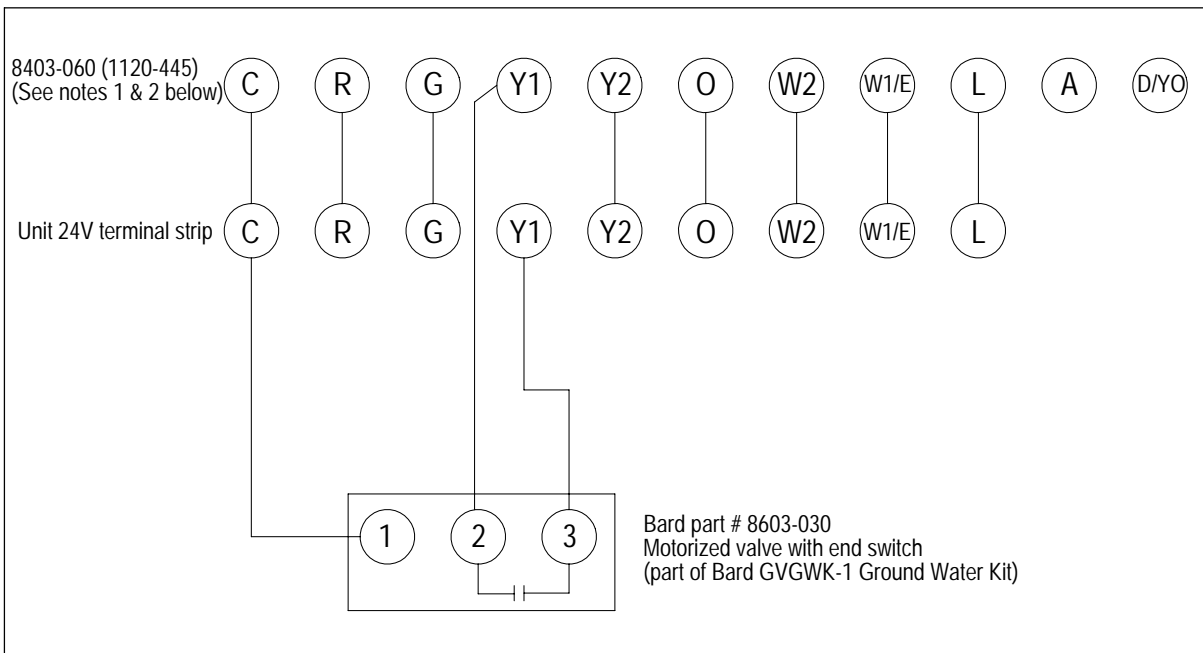 8403-060 (1120-445)
(See notes 1 & 2 below)
C R G Y1 Y2 O W2 W1/E L A D/YO
Unit 24V terminal strip
C R G Y1 Y2 O W2 W1/E L
1 2 3
Bard part # 8603-030
Motorized valve with end switch
(part of Bard GVGWK-1 Ground Water Kit)